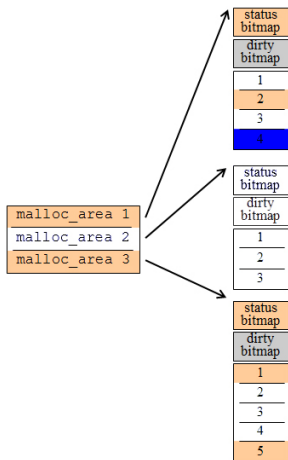 malloc_area 1
malloc_area 2
malloc_area 3
status
bitmap
dirty
bitmap
1
2
3
4
status
bitmap
dirty
bitmap
1
2
3
status
bitmap
dirty
bitmap
1
2
3
4
5